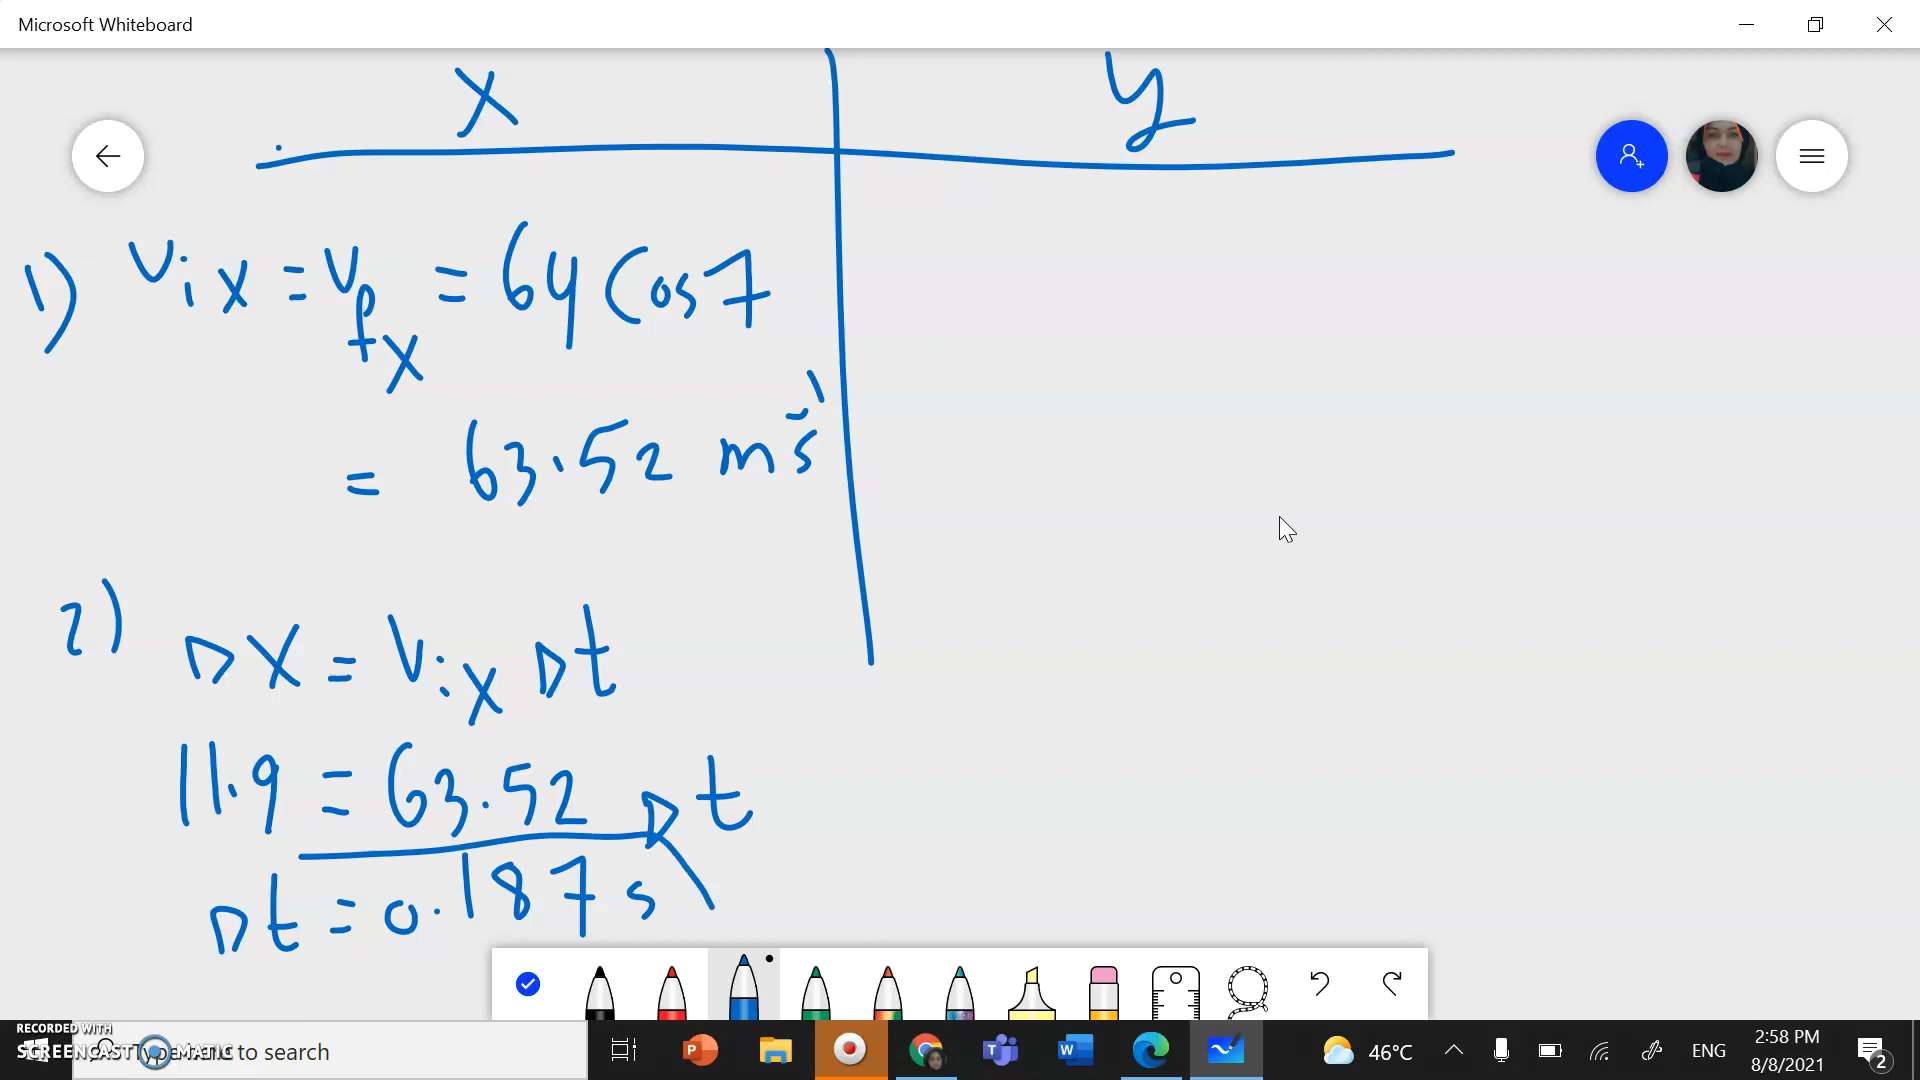 Microsoft Whiteboard
x y
1) Vix = Vfx = 64 Cos 7
= 63.52 ms⁻¹
2) Δx = Vix Δt
11.9 = 63.52 Δt
Δt = 0.187 s
RECORDED WITH
SCREENCAST MATIC
to search
46°C
ENG
2:58 PM
8/8/2021
2